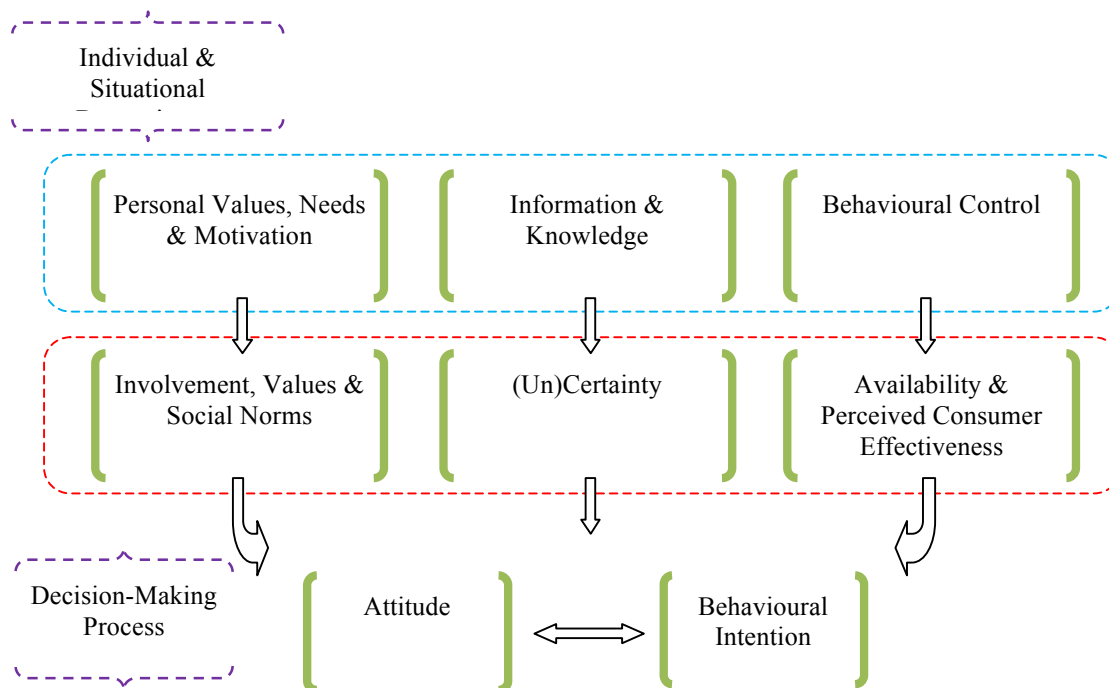 Individual &
Situational
Personal Values, Needs
& Motivation
Information &
Knowledge
Behavioural Control
Involvement, Values &
Social Norms
(Un)Certainty
Availability &
Perceived Consumer
Effectiveness
Decision-Making
Process
Attitude
Behavioural
Intention